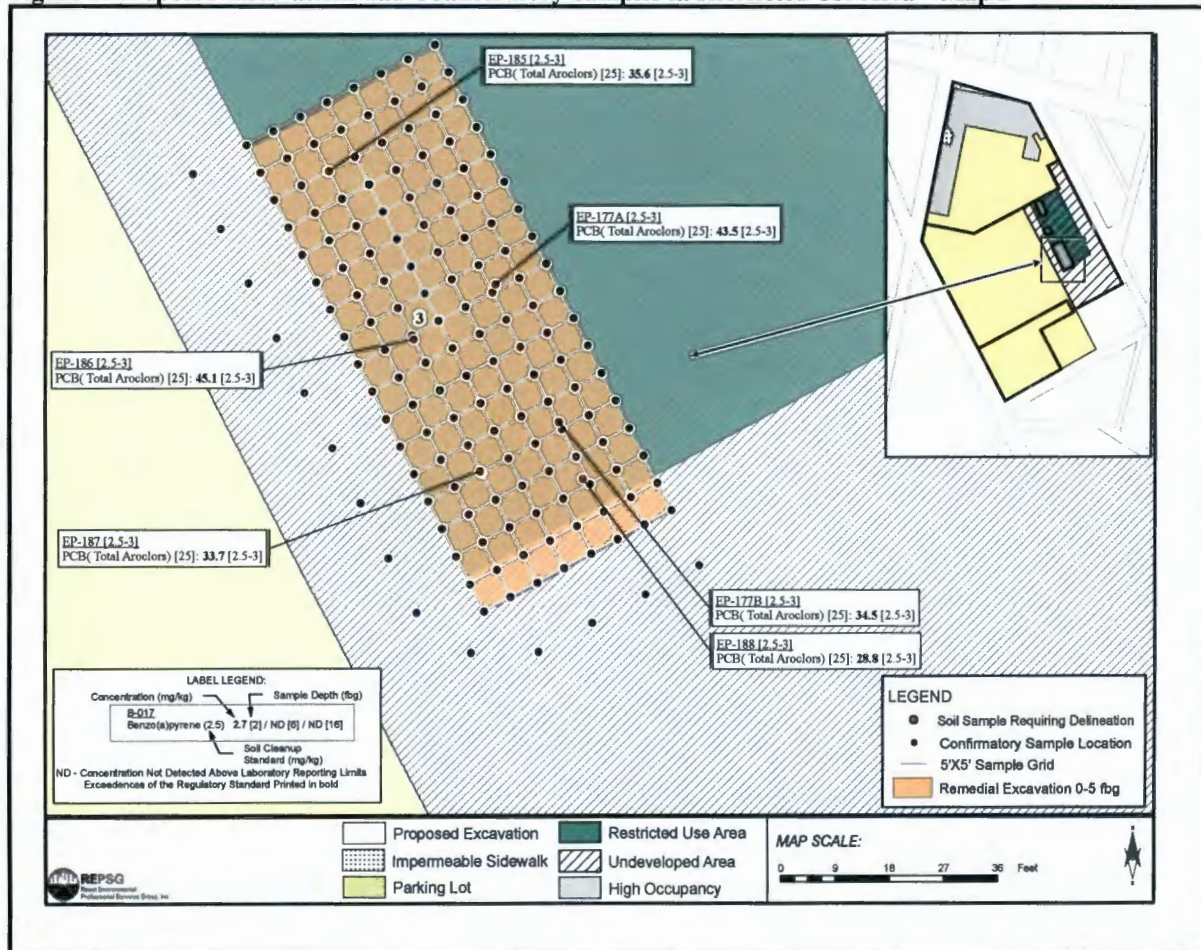 EP-185 [2.5-3]
PCB( Total Aroclors) [25]: 35.6 [2.5-3]
EP-177A [2.5-3]
PCB( Total Aroclors) [25]: 43.5 [2.5-3]
3
EP-186 [2.5-3]
PCB( Total Aroclors) [25]: 45.1 [2.5-3]
EP-187 [2.5-3]
PCB( Total Aroclors) [25]: 33.7 [2.5-3]
EP-177B [2.5-3]
PCB( Total Aroclors) [25]: 34.5 [2.5-3]
EP-188 [2.5-3]
PCB( Total Aroclors) [25]: 28.8 [2.5-3]
LABEL LEGEND:
Concentration (mg/kg) Sample Depth (fbg)
B-017
Benzo(a)pyrene (2.5) 2.7 [2] / ND [6] / ND [16]
Soil Cleanup
Standard (mg/kg)
ND - Concentration Not Detected Above Laboratory Reporting Limits
Exceedences of the Regulatory Standard Printed in bold
LEGEND
Soil Sample Requiring Delineation
Confirmatory Sample Location
5'X5' Sample Grid
Remedial Excavation 0-5 fbg
Proposed Excavation
Impermeable Sidewalk
Parking Lot
Restricted Use Area
Undeveloped Area
High Occupancy
MAP SCALE:
0 9 18 27 36 Feet
REPSG